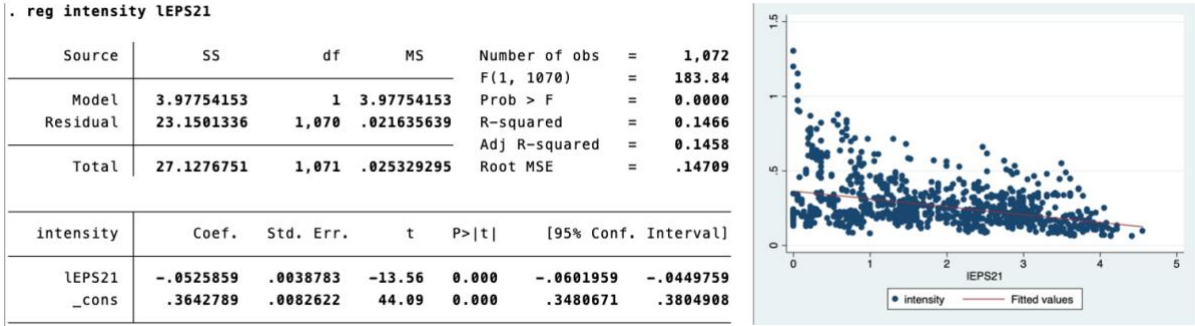 . reg intensity lEPS21
Source SS df MS Number of obs = 1,072
F(1, 1070) = 183.84
Model 3.97754153 1 3.97754153 Prob > F = 0.0000
Residual 23.1501336 1,070 .021635639 R-squared = 0.1466
Adj R-squared = 0.1458
Total 27.1276751 1,071 .025329295 Root MSE = .14709
intensity Coef. Std. Err. t P>|t| [95% Conf. Interval]
lEPS21 -.0525859 .0038783 -13.56 0.000 -.0601959 -.0449759
_cons .3642789 .0082622 44.09 0.000 .3480671 .3804908
1.5
1
.5
0
0 1 2 3 4 5
lEPS21
intensity Fitted values